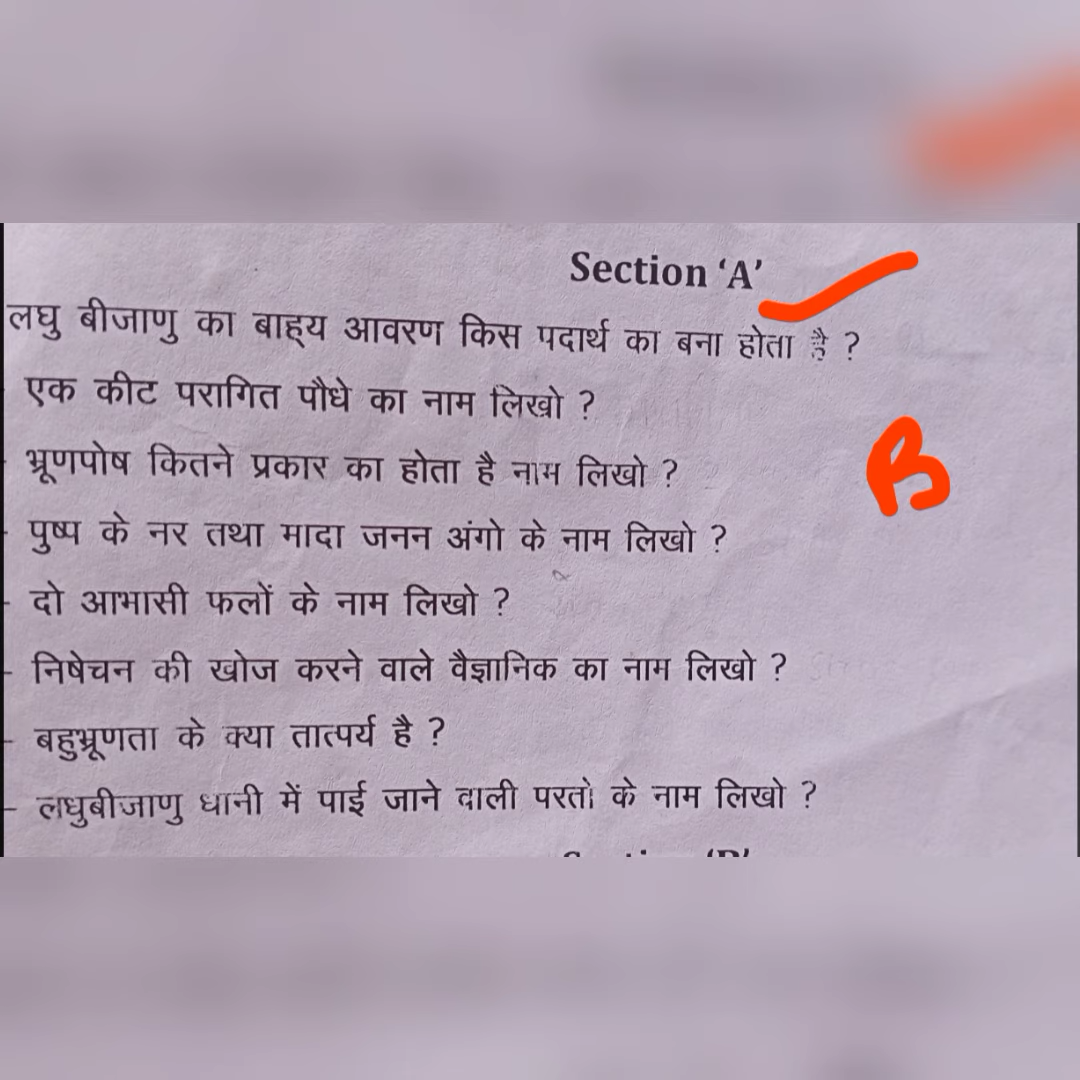 Section ‘A’
लघु बीजाणु का बाह्य आवरण किस पदार्थ का बना होता है ?
एक कीट परागित पौधे का नाम लिखो ?
भ्रूणपोष कितने प्रकार का होता है नाम लिखो ?
B
पुष्प के नर तथा मादा जनन अंगो के नाम लिखो ?
दो आभासी फलों के नाम लिखो ?
निषेचन की खोज करने वाले वैज्ञानिक का नाम लिखो ?
बहुभ्रूणता के क्या तात्पर्य है ?
लघुबीजाणु धानी में पाई जाने वाली परतो के नाम लिखो ?